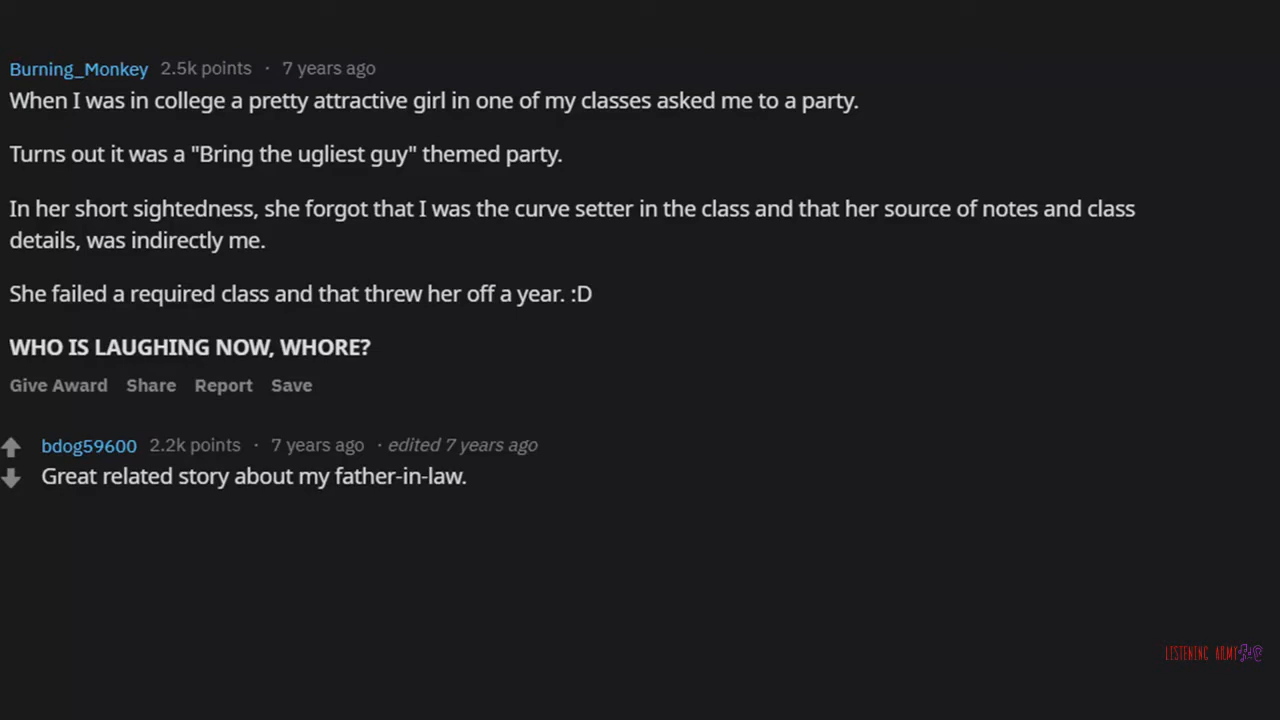 Burning_Monkey 2.5k points · 7 years ago
When I was in college a pretty attractive girl in one of my classes asked me to a party.
Turns out it was a "Bring the ugliest guy" themed party.
In her short sightedness, she forgot that I was the curve setter in the class and that her source of notes and class
details, was indirectly me.
She failed a required class and that threw her off a year. :D
WHO IS LAUGHING NOW, WHORE?
Give Award Share Report Save
bdog59600 2.2k points · 7 years ago · edited 7 years ago
Great related story about my father-in-law.
LISTENING ARMY